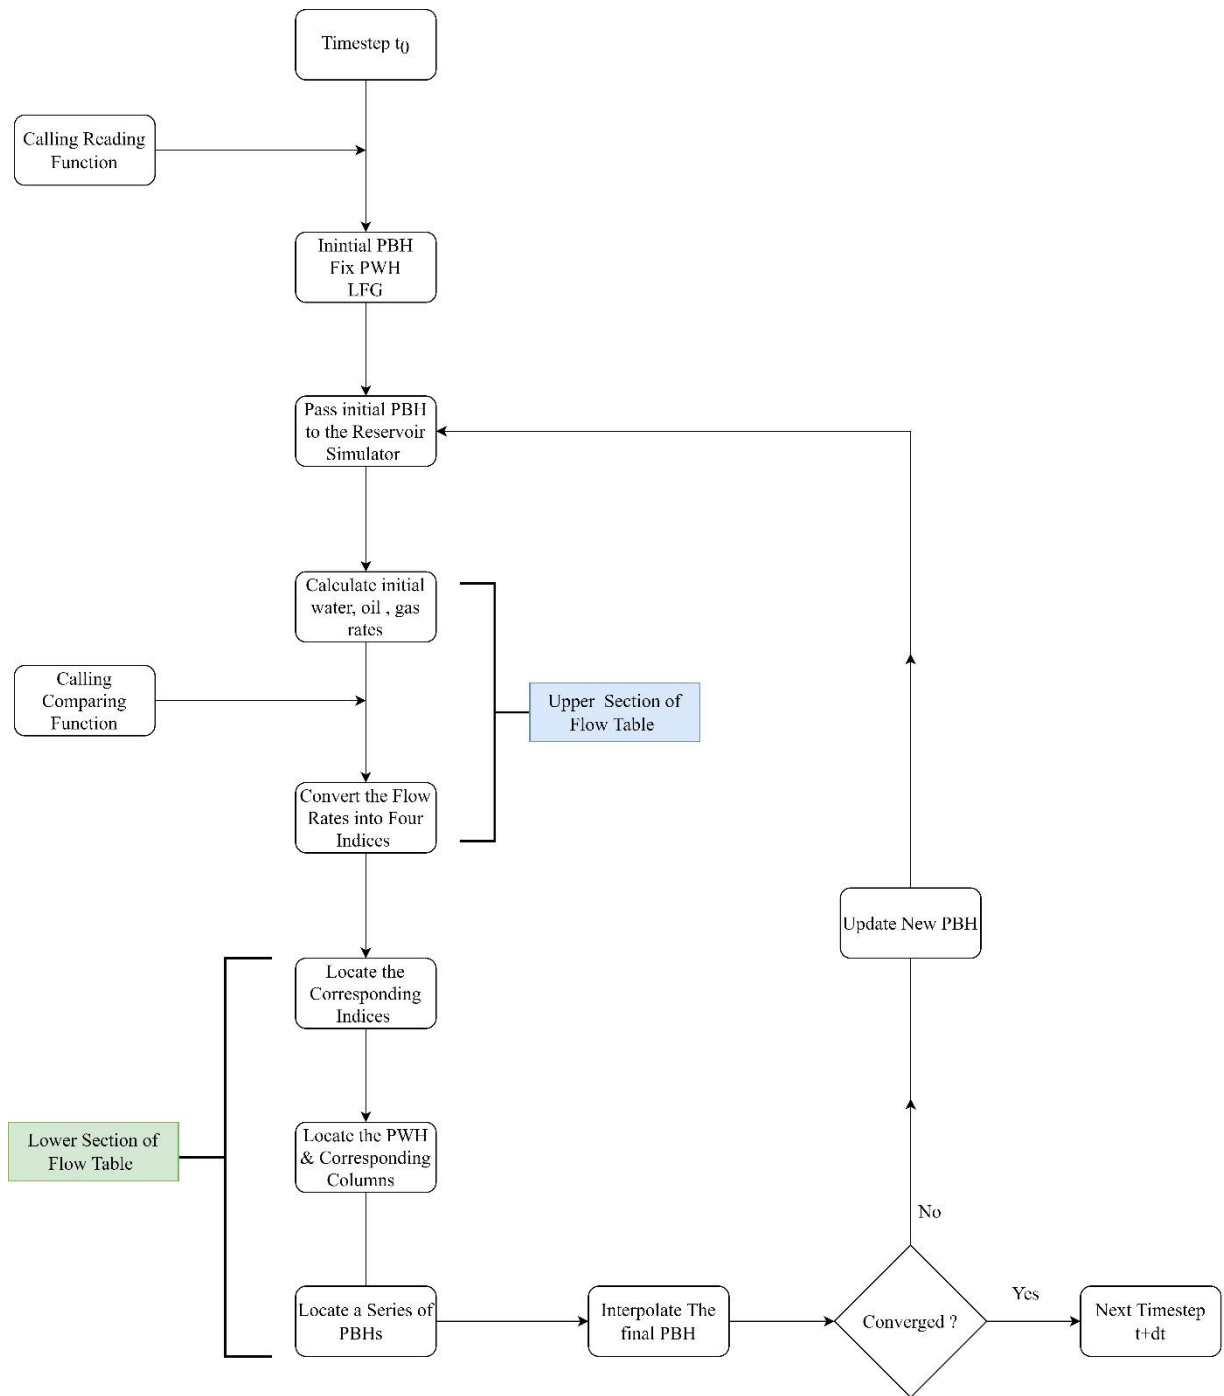 Timestep t0
Calling Reading
Function
Inintial PBH
Fix PWH
LFG
Pass initial PBH
to the Reservoir
Simulator
Calculate initial
water, oil , gas
rates
Calling
Comparing
Function
Upper Section of
Flow Table
Convert the Flow
Rates into Four
Indices
Update New PBH
Locate the
Corresponding
Indices
Lower Section of
Flow Table
Locate the PWH
& Corresponding
Columns
No
Locate a Series of
PBHs
Interpolate The
final PBH
Converged ?
Yes
Next Timestep
t+dt